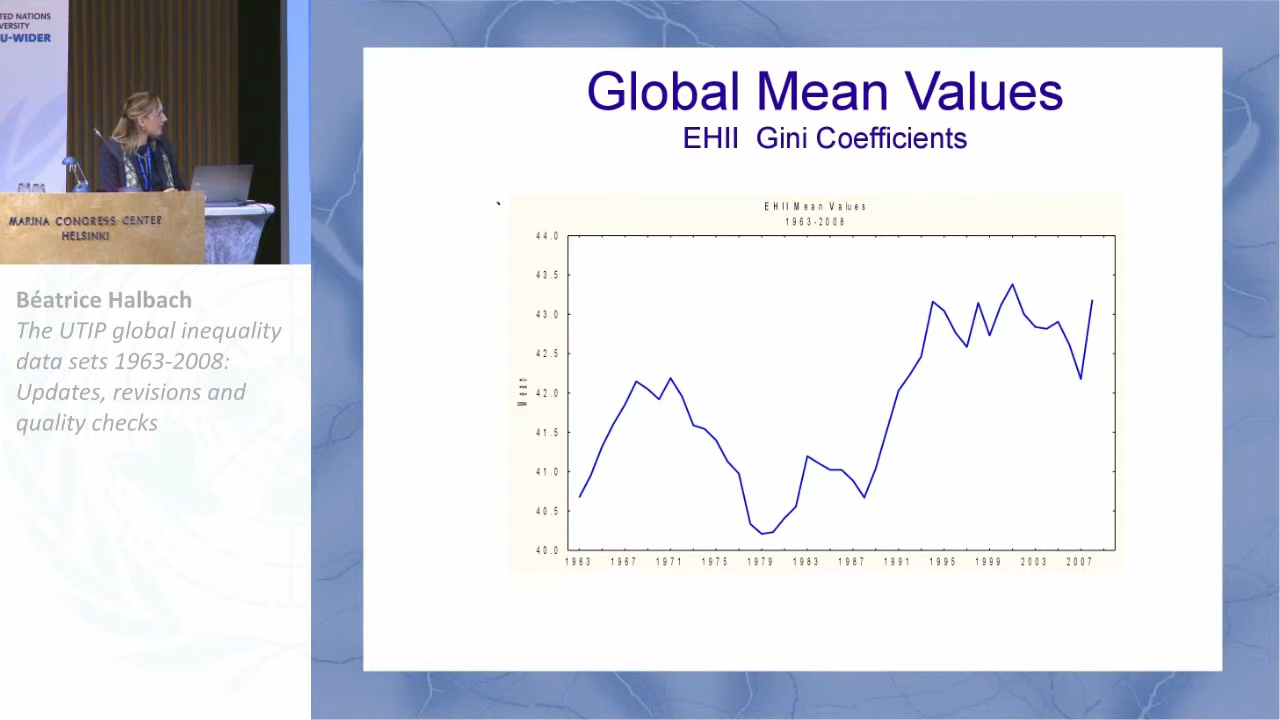 TED NATIONS
VERSITY
U-WIDER
MARINA CONGRESS CENTER
HELSINKI
Béatrice Halbach
The UTIP global inequality
data sets 1963-2008:
Updates, revisions and
quality checks
Global Mean Values
EHII Gini Coefficients
EHII Mean Values
1963-2008
Mean
44.0
43.5
43.0
42.5
42.0
41.5
41.0
40.5
40.0
1963 1967 1971 1975 1979 1983 1987 1991 1995 1999 2003 2007